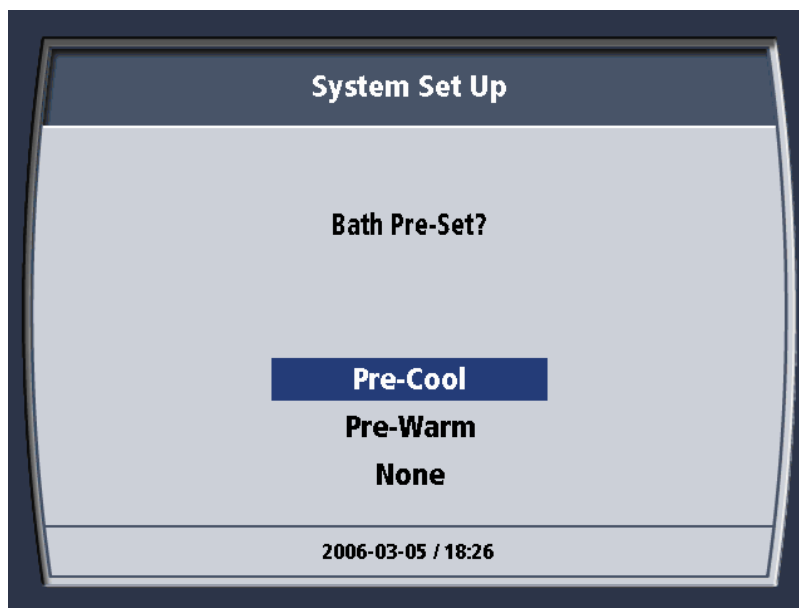 System Set Up
Bath Pre-Set?
Pre-Cool
Pre-Warm
None
2006-03-05 / 18:26